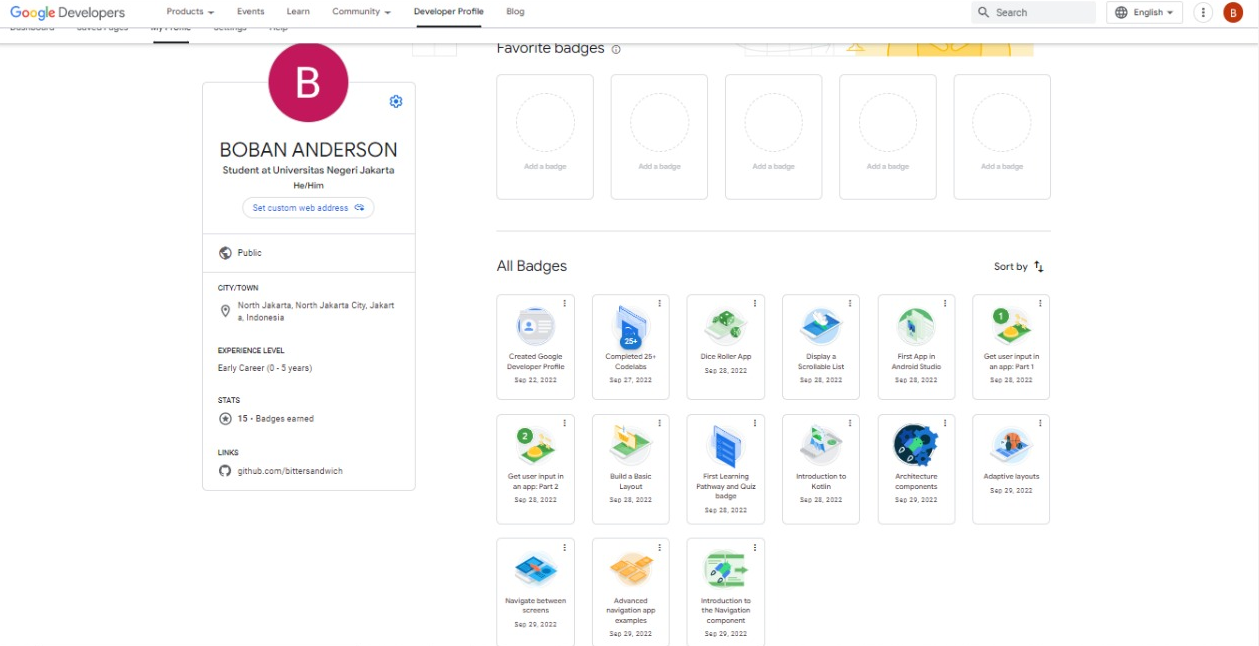 Google Developers
Products
Events
Learn
Community
Developer Profile
Blog
Search
English
B
Dashboard
Saved Pages
My Profile
Settings
Help
B
BOBAN ANDERSON
Student at Universitas Negeri Jakarta
He/Him
Set custom web address
Public
CITY/TOWN
North Jakarta, North Jakarta City, Jakart
a, Indonesia
EXPERIENCE LEVEL
Early Career (0 - 5 years)
STATS
15 • Badges earned
LINKS
github.com/bittersandwich
Favorite badges
Add a badge
Add a badge
Add a badge
Add a badge
Add a badge
All Badges
Sort by
Created Google
Developer Profile
Sep 22, 2022
25+
Completed 25+
Codelabs
Sep 27, 2022
Dice Roller App
Sep 28, 2022
Display a
Scrollable List
Sep 28, 2022
First App in
Android Studio
Sep 28, 2022
1
Get user input in
an app: Part 1
Sep 28, 2022
2
Get user input in
an app: Part 2
Sep 28, 2022
Build a Basic
Layout
Sep 28, 2022
First Learning
Pathway and Quiz
badge
Sep 28, 2022
Introduction to
Kotlin
Sep 28, 2022
Architecture
components
Sep 29, 2022
Adaptive layouts
Sep 29, 2022
Navigate between
screens
Sep 29, 2022
Advanced
navigation app
examples
Sep 29, 2022
Introduction to
the Navigation
component
Sep 29, 2022